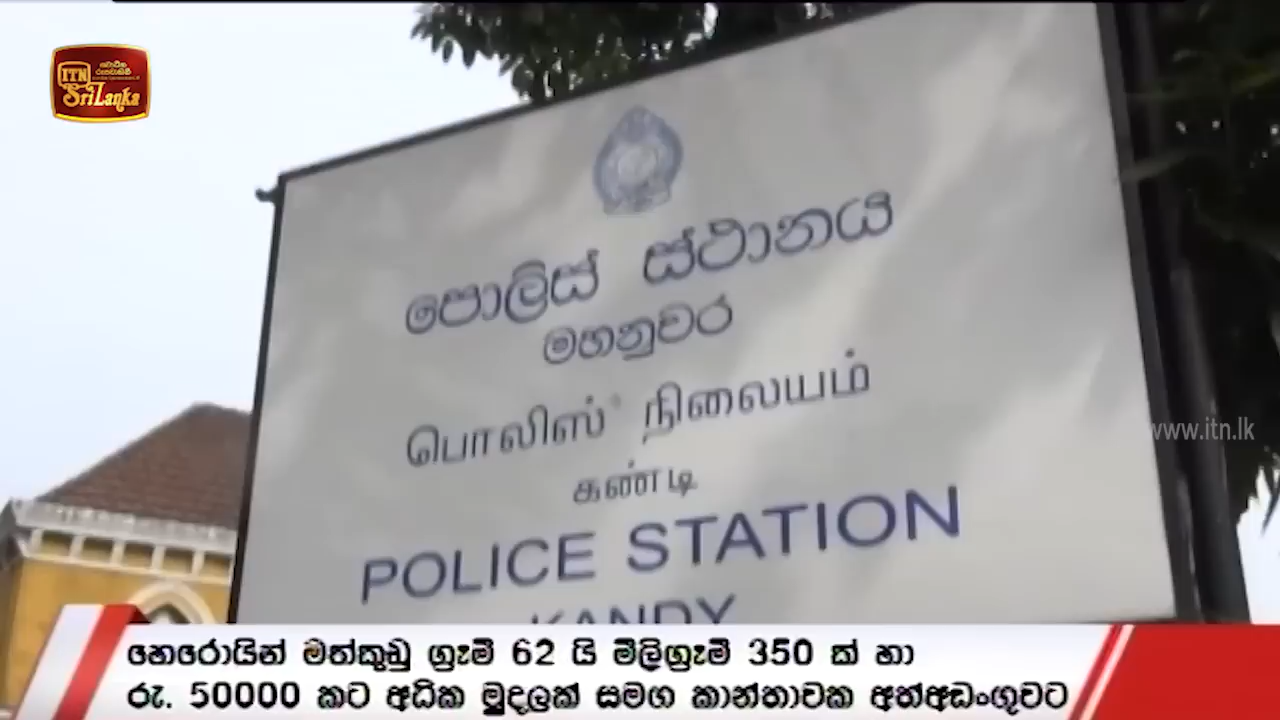 ITN
SriLanka
පොලිස් ස්ථානය
මහනුවර
பொலிஸ் நிலையம்
கண்டி
www.itn.lk
POLICE STATION
KANDY
හෙරොයින් මත්කුඩු ග්‍රෑම් 62 යි මිලිග්‍රෑම් 350 ක් හා
රු. 50000 කට අධික මුදලක් සමග කාන්තාවක අත්අඩංගුවට